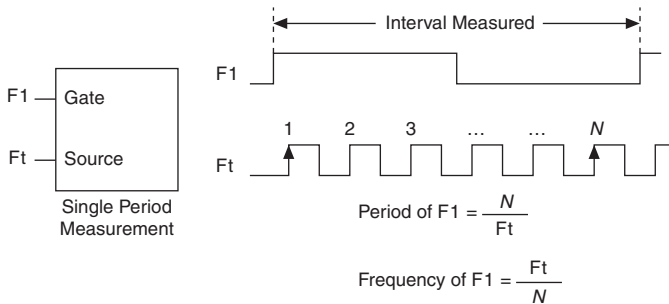 Interval Measured
F1
F1 Gate
1 2 3 … … N
Ft Source
Ft
Single Period
Measurement
Period of F1 = N
Ft
Frequency of F1 = Ft
N